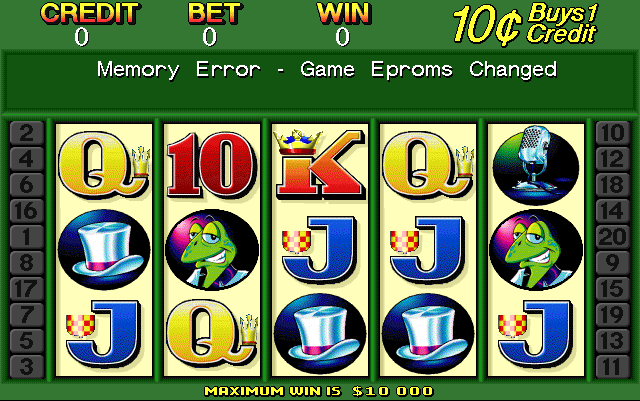 CREDIT BET WIN 10¢ Buys 1
0 0 0 Credit
Memory Error - Game Eproms Changed
2 Q 10 K Q 10
4 12
6 18
16 14
1 J J 20
8 9
17 15
7 J Q 19
5 13
3 11
MAXIMUM WIN IS $10 000